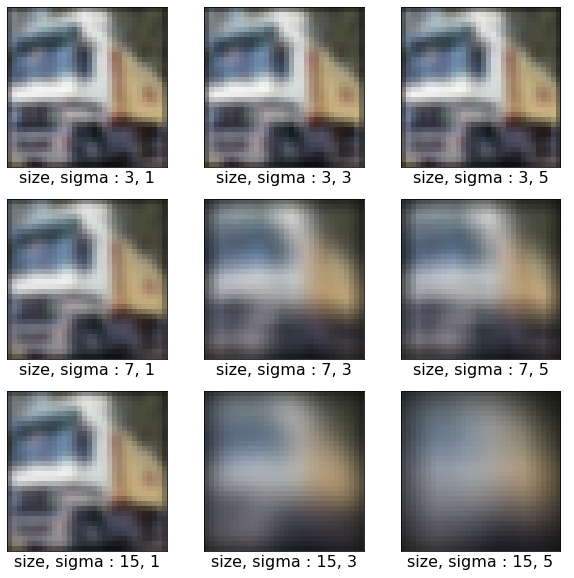 size, sigma : 3, 1
size, sigma : 3, 3
size, sigma : 3, 5
size, sigma : 7, 1
size, sigma : 7, 3
size, sigma : 7, 5
size, sigma : 15, 1
size, sigma : 15, 3
size, sigma : 15, 5